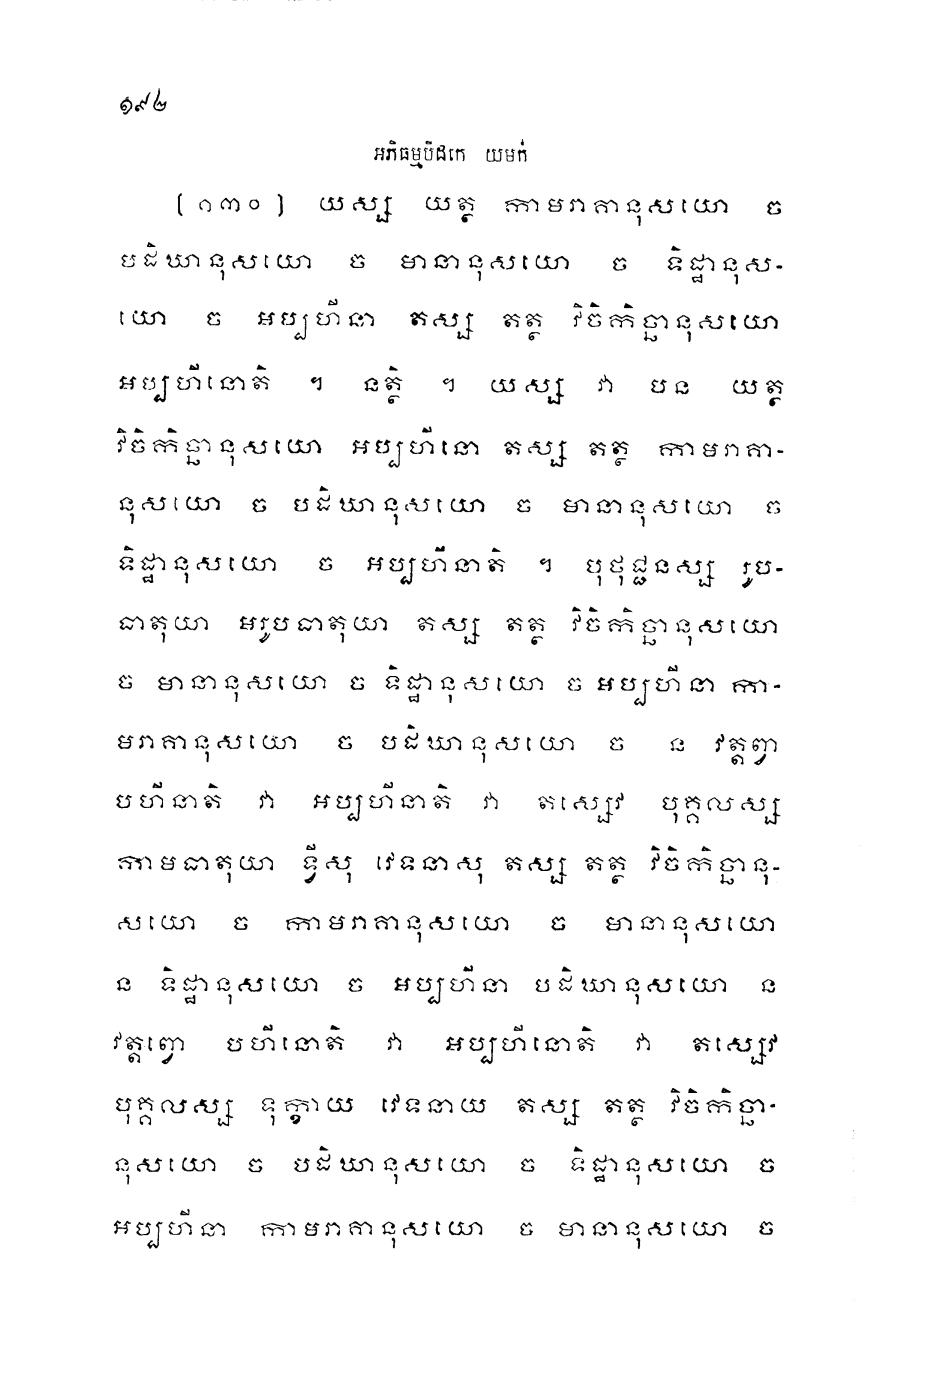 ១៩២
អភិធម្មបិដកេ យមកំ
[១៣០] យស្ស យត្ថ កាមរាគានុសយោ ច
បដិឃានុសយោ ច មានានុសយោ ច ទិដ្ឋានុស-
យោ ច អប្បហីនា តស្ស តត្ថ វិចិកិច្ឆានុសយោ
អប្បហីនោតិ ។ នត្ថិ ។ យស្ស វា បន យត្ថ
វិចិកិច្ឆានុសយោ អប្បហីនោ តស្ស តត្ថ កាមរាគា-
នុសយោ ច បដិឃានុសយោ ច មានានុសយោ ច
ទិដ្ឋានុសយោ ច អប្បហីនាតិ ។ បុថុជ្ជនស្ស រូប-
ធាតុយា អរូបធាតុយា តស្ស តត្ថ វិចិកិច្ឆានុសយោ
ច មានានុសយោ ច ទិដ្ឋានុសយោ ច អប្បហីនា កា-
មរាគានុសយោ ច បដិឃានុសយោ ច ន វត្តព្វា
បហីនាតិ វា អប្បហីនាតិ វា តស្សេវ បុគ្គលស្ស
កាមធាតុយា ទ្វីសុ វេទនាសុ តស្ស តត្ថ វិចិកិច្ឆានុ-
សយោ ច កាមរាគានុសយោ ច មានានុសយោ
ន ទិដ្ឋានុសយោ ច អប្បហីនា បដិឃានុសយោ ន
វត្តព្វោ បហីនោតិ វា អប្បហីនោតិ វា តស្សេវ
បុគ្គលស្ស ទុក្ខាយ វេទនាយ តស្ស តត្ថ វិចិកិច្ឆា-
នុសយោ ច បដិឃានុសយោ ច ទិដ្ឋានុសយោ ច
អប្បហីនា កាមរាគានុសយោ ច មានានុសយោ ច